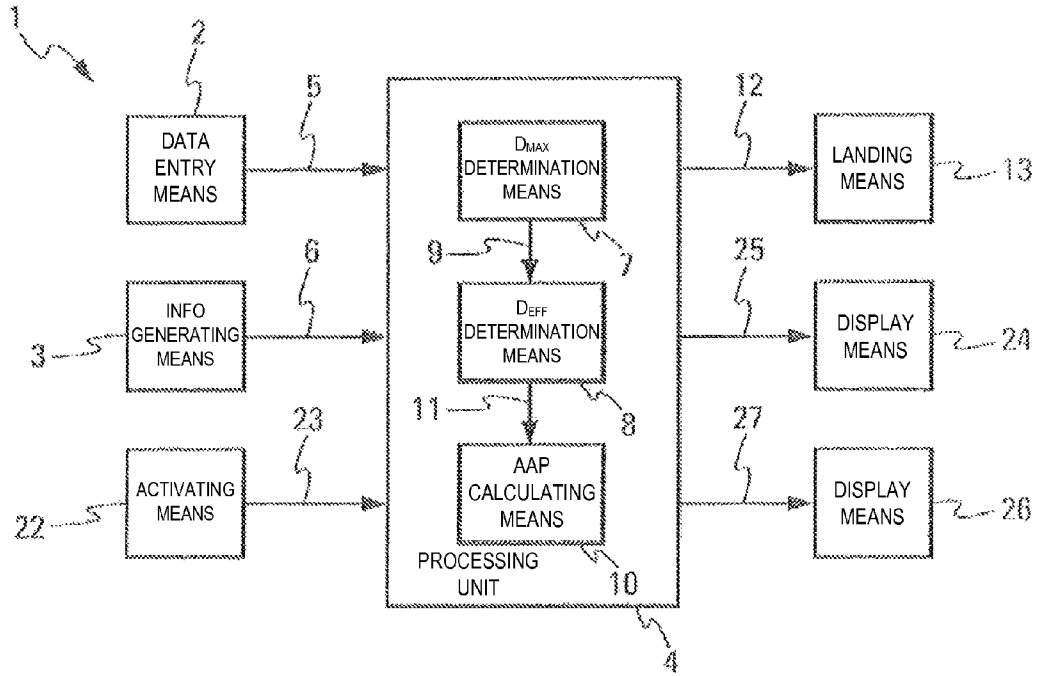 1
2
5
12
DATA
ENTRY
MEANS
DMAX
DETERMINATION
MEANS
LANDING
MEANS
13
9
7
6
25
INFO
GENERATING
MEANS
3
DEFF
DETERMINATION
MEANS
DISPLAY
MEANS
24
11
8
23
27
ACTIVATING
MEANS
22
AAP
CALCULATING
MEANS
DISPLAY
MEANS
26
PROCESSING
UNIT
10
4